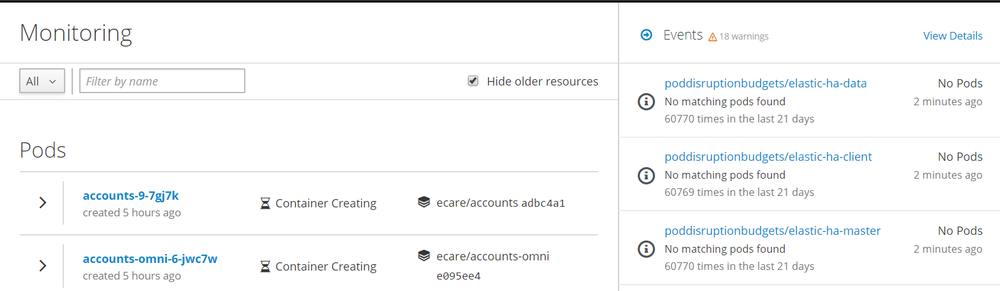 Monitoring
All
Filter by name
Hide older resources
Pods
accounts-9-7gj7k
created 5 hours ago
Container Creating
ecare/accounts adbc4a1
accounts-omni-6-jwc7w
created 5 hours ago
Container Creating
ecare/accounts-omni
e095ee4
Events 18 warnings
View Details
poddisruptionbudgets/elastic-ha-data
No Pods
No matching pods found
2 minutes ago
60770 times in the last 21 days
poddisruptionbudgets/elastic-ha-client
No Pods
No matching pods found
2 minutes ago
60769 times in the last 21 days
poddisruptionbudgets/elastic-ha-master
No Pods
No matching pods found
2 minutes ago
60770 times in the last 21 days